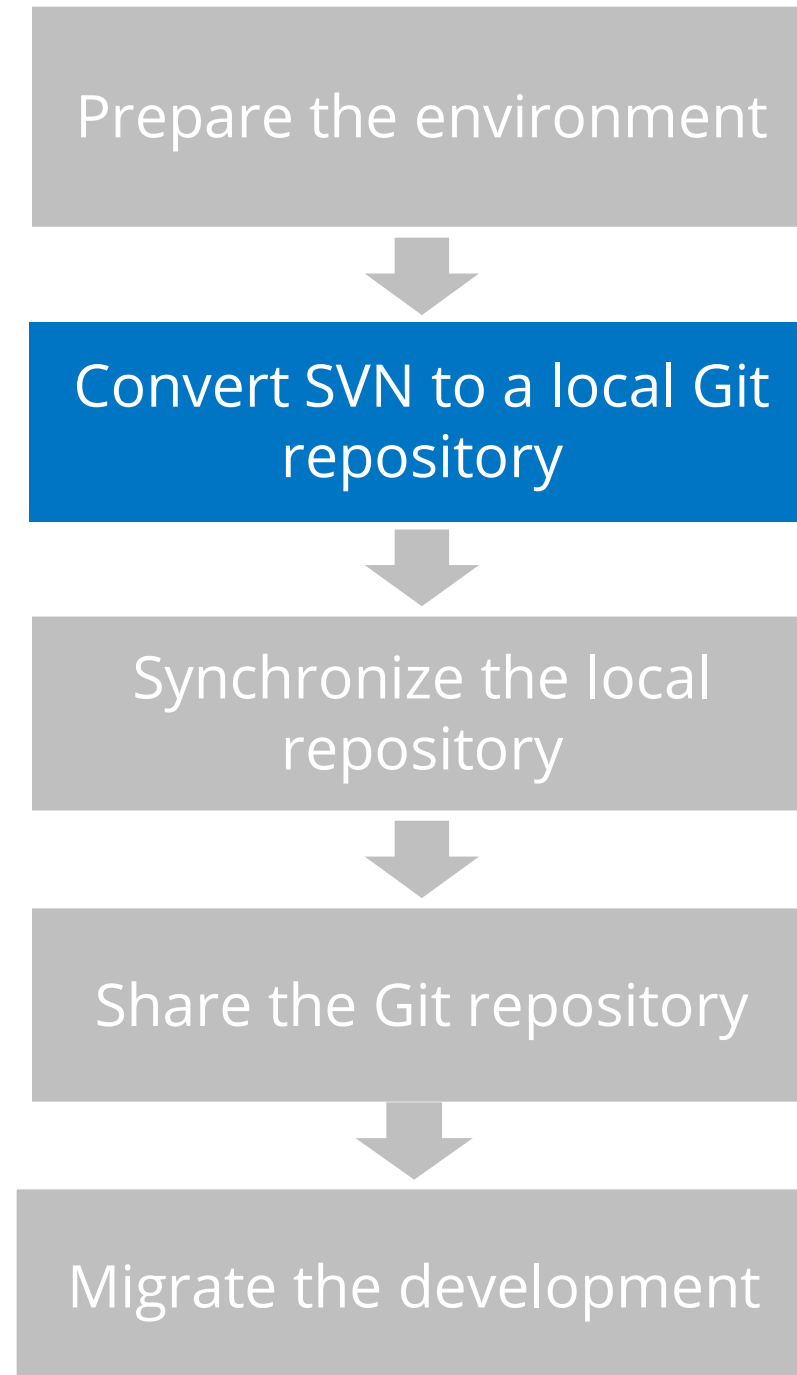 Prepare the environment
Convert SVN to a local Git
repository
Synchronize the local
repository
Share the Git repository
Migrate the development